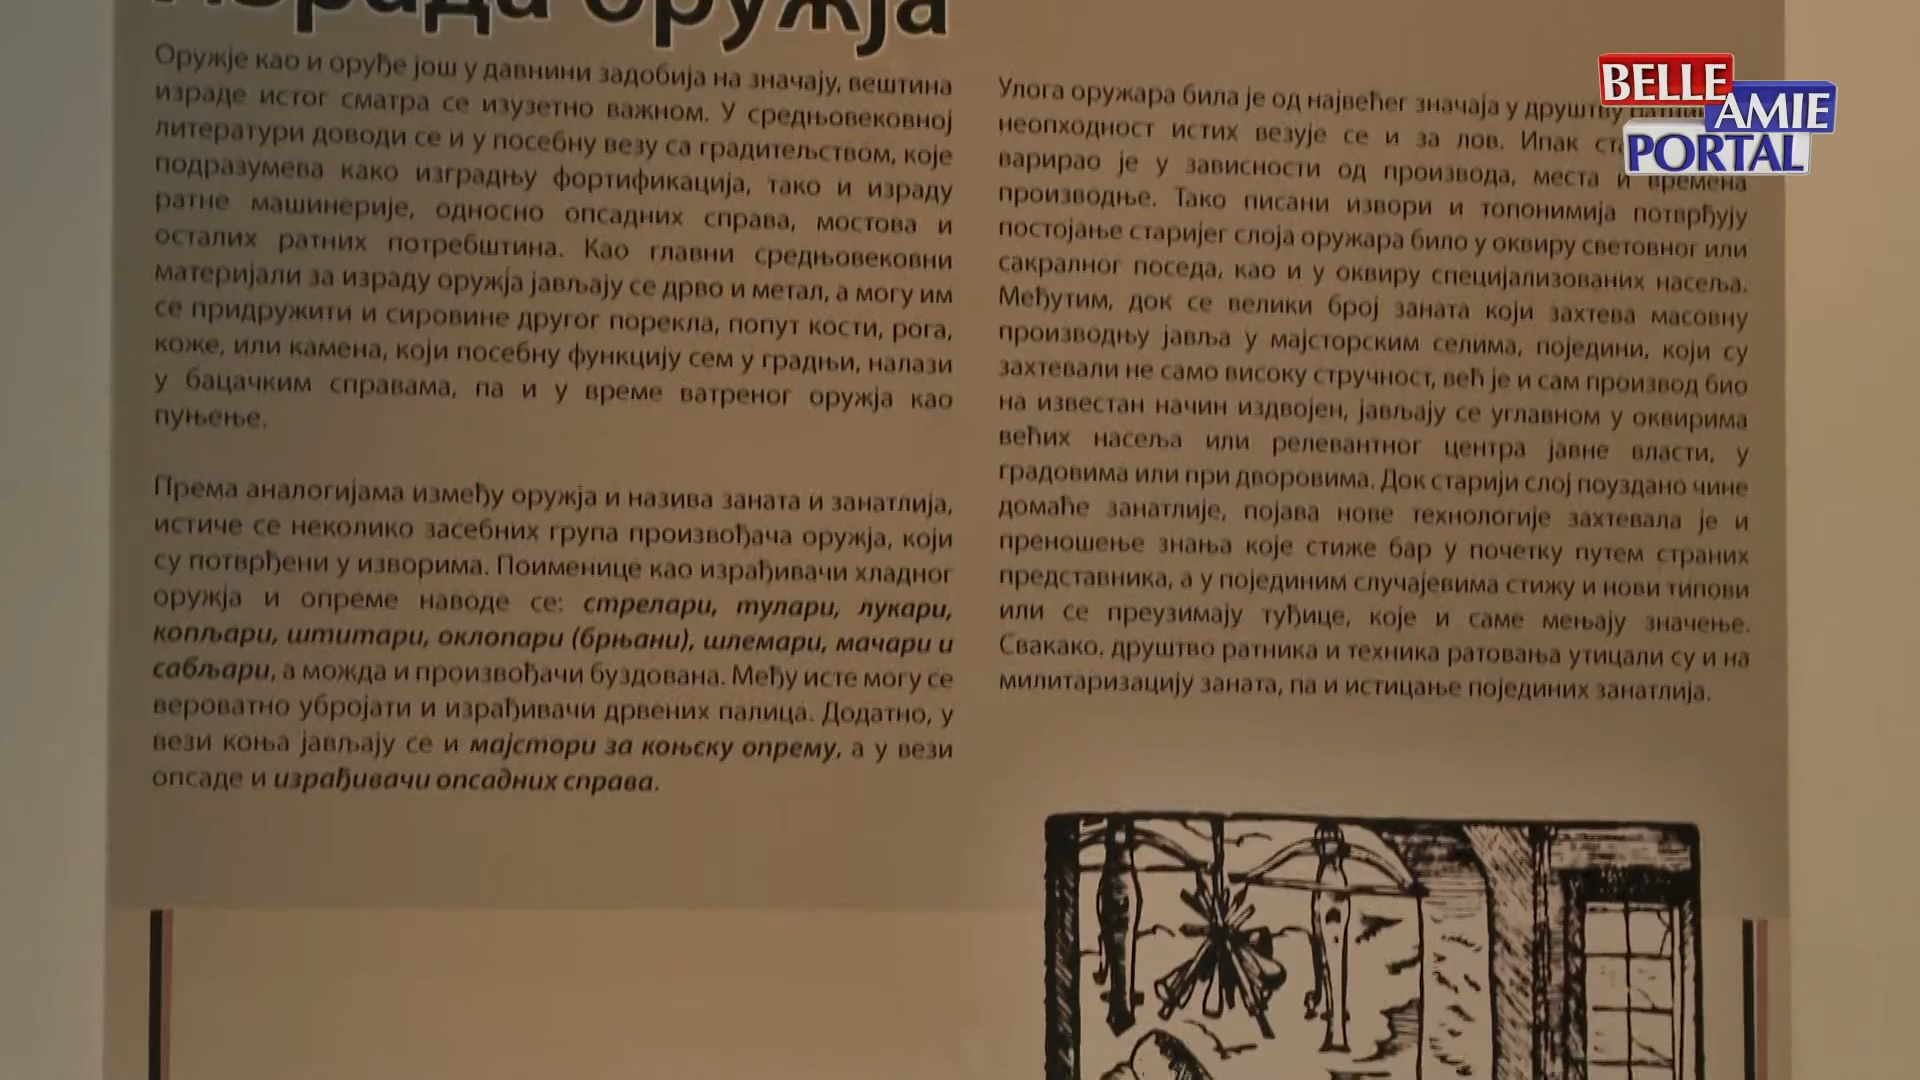 Израда оружја
Оружје као и оруђе још у давнини задобија на значају, вештина
израде истог сматра се изузетно важном. У средњовековној
литератури доводи се и у посебну везу са градитељством, које
подразумева како изградњу фортификација, тако и израду
ратне машинерије, односно опсадних справа, мостова и
осталих ратних потребштина. Као главни средњовековни
материјали за израду оружја јављају се дрво и метал, а могу им
се придружити и сировине другог порекла, попут кости, рога,
коже, или камена, који посебну функцију сем у градњи, налази
у бацачким справама, па и у време ватреног оружја као
пуњење.
Према аналогијама између оружја и назива заната и занатлија,
истиче се неколико засебних група произвођача оружја, који
су потврђени у изворима. Поименице као израђивачи хладног
оружја и опреме наводе се: стрелари, тулари, лукари,
копљари, штитари, оклопари (брњани), шлемари, мачари и
сабљари, а можда и произвођачи буздована. Међу исте могу се
вероватно убројати и израђивачи дрвених палица. Додатно, у
вези коња јављају се и мајстори за коњску опрему, а у вези
опсаде и израђивачи опсадних справа.
Улога оружара била је од највећег значаја у друштву
неопходност истих везује се и за лов. Ипак
варирао је у зависности од производа, места и времена
производње. Тако писани извори и топонимија потврђују
постојање старијег слоја оружара било у оквиру световног или
сакралног поседа, као и у оквиру специјализованих насеља.
Међутим, док се велики број заната који захтева масовну
производњу јавља у мајсторским селима, поједини, који су
захтевали не само високу стручност, већ је и сам производ био
на известан начин издвојен, јављају се углавном у оквирима
већих насеља или релевантног центра јавне власти, у
градовима или при дворовима. Док старији слој поуздано чине
домаће занатлије, појава нове технологије захтевала је и
преношење знања које стиже бар у почетку путем страних
представника, а у појединим случајевима стижу и нови типови
или се преузимају туђице, које и саме мењају значење.
Свакако, друштво ратника и техника ратовања утицали су и на
милитаризацију заната, па и истицање појединих занатлија.
BELLE
AMIE
PORTAL